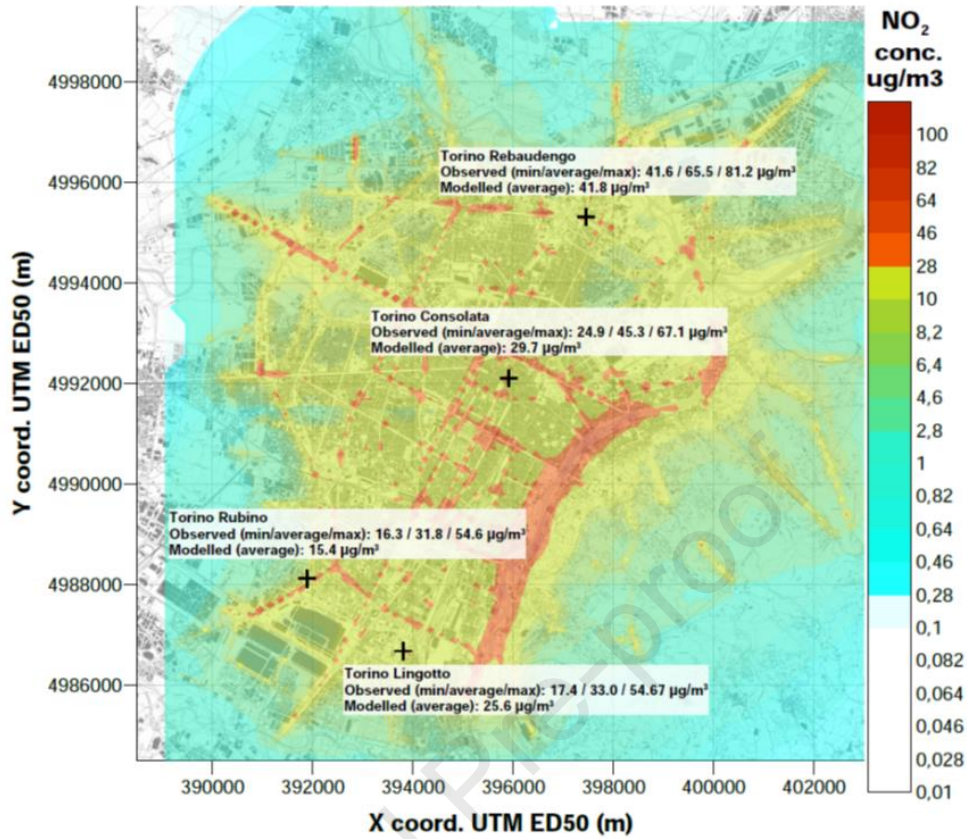 NO2
conc.
ug/m3
100
82
64
46
28
10
8,2
6,4
4,6
2,8
1
0,82
0,64
0,46
0,28
0,1
0,082
0,064
0,046
0,028
0,01
Y coord. UTM ED50 (m)
4998000
4996000
4994000
4992000
4990000
4988000
4986000
Torino Rebaudengo
Observed (min/average/max): 41.6 / 65.5 / 81.2 µg/m³
Modelled (average): 41.8 µg/m³
Torino Consolata
Observed (min/average/max): 24.9 / 45.3 / 67.1 µg/m³
Modelled (average): 29.7 µg/m³
Torino Rubino
Observed (min/average/max): 16.3 / 31.8 / 54.6 µg/m³
Modelled (average): 15.4 µg/m³
Torino Lingotto
Observed (min/average/max): 17.4 / 33.0 / 54.67 µg/m³
Modelled (average): 25.6 µg/m³
390000 392000 394000 396000 398000 400000 402000
X coord. UTM ED50 (m)
Pre-proof